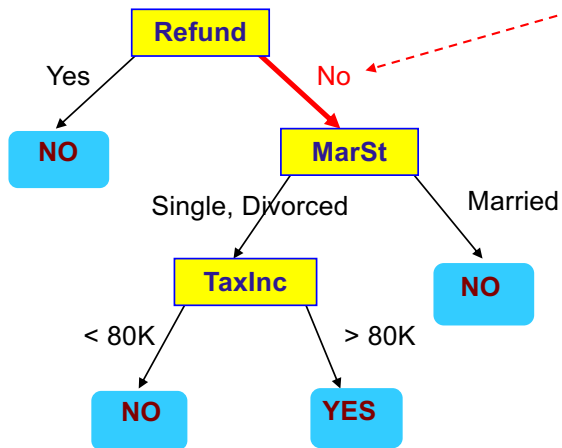 Refund
Yes
No
NO
MarSt
Single, Divorced
Married
TaxInc
NO
< 80K
> 80K
NO
YES